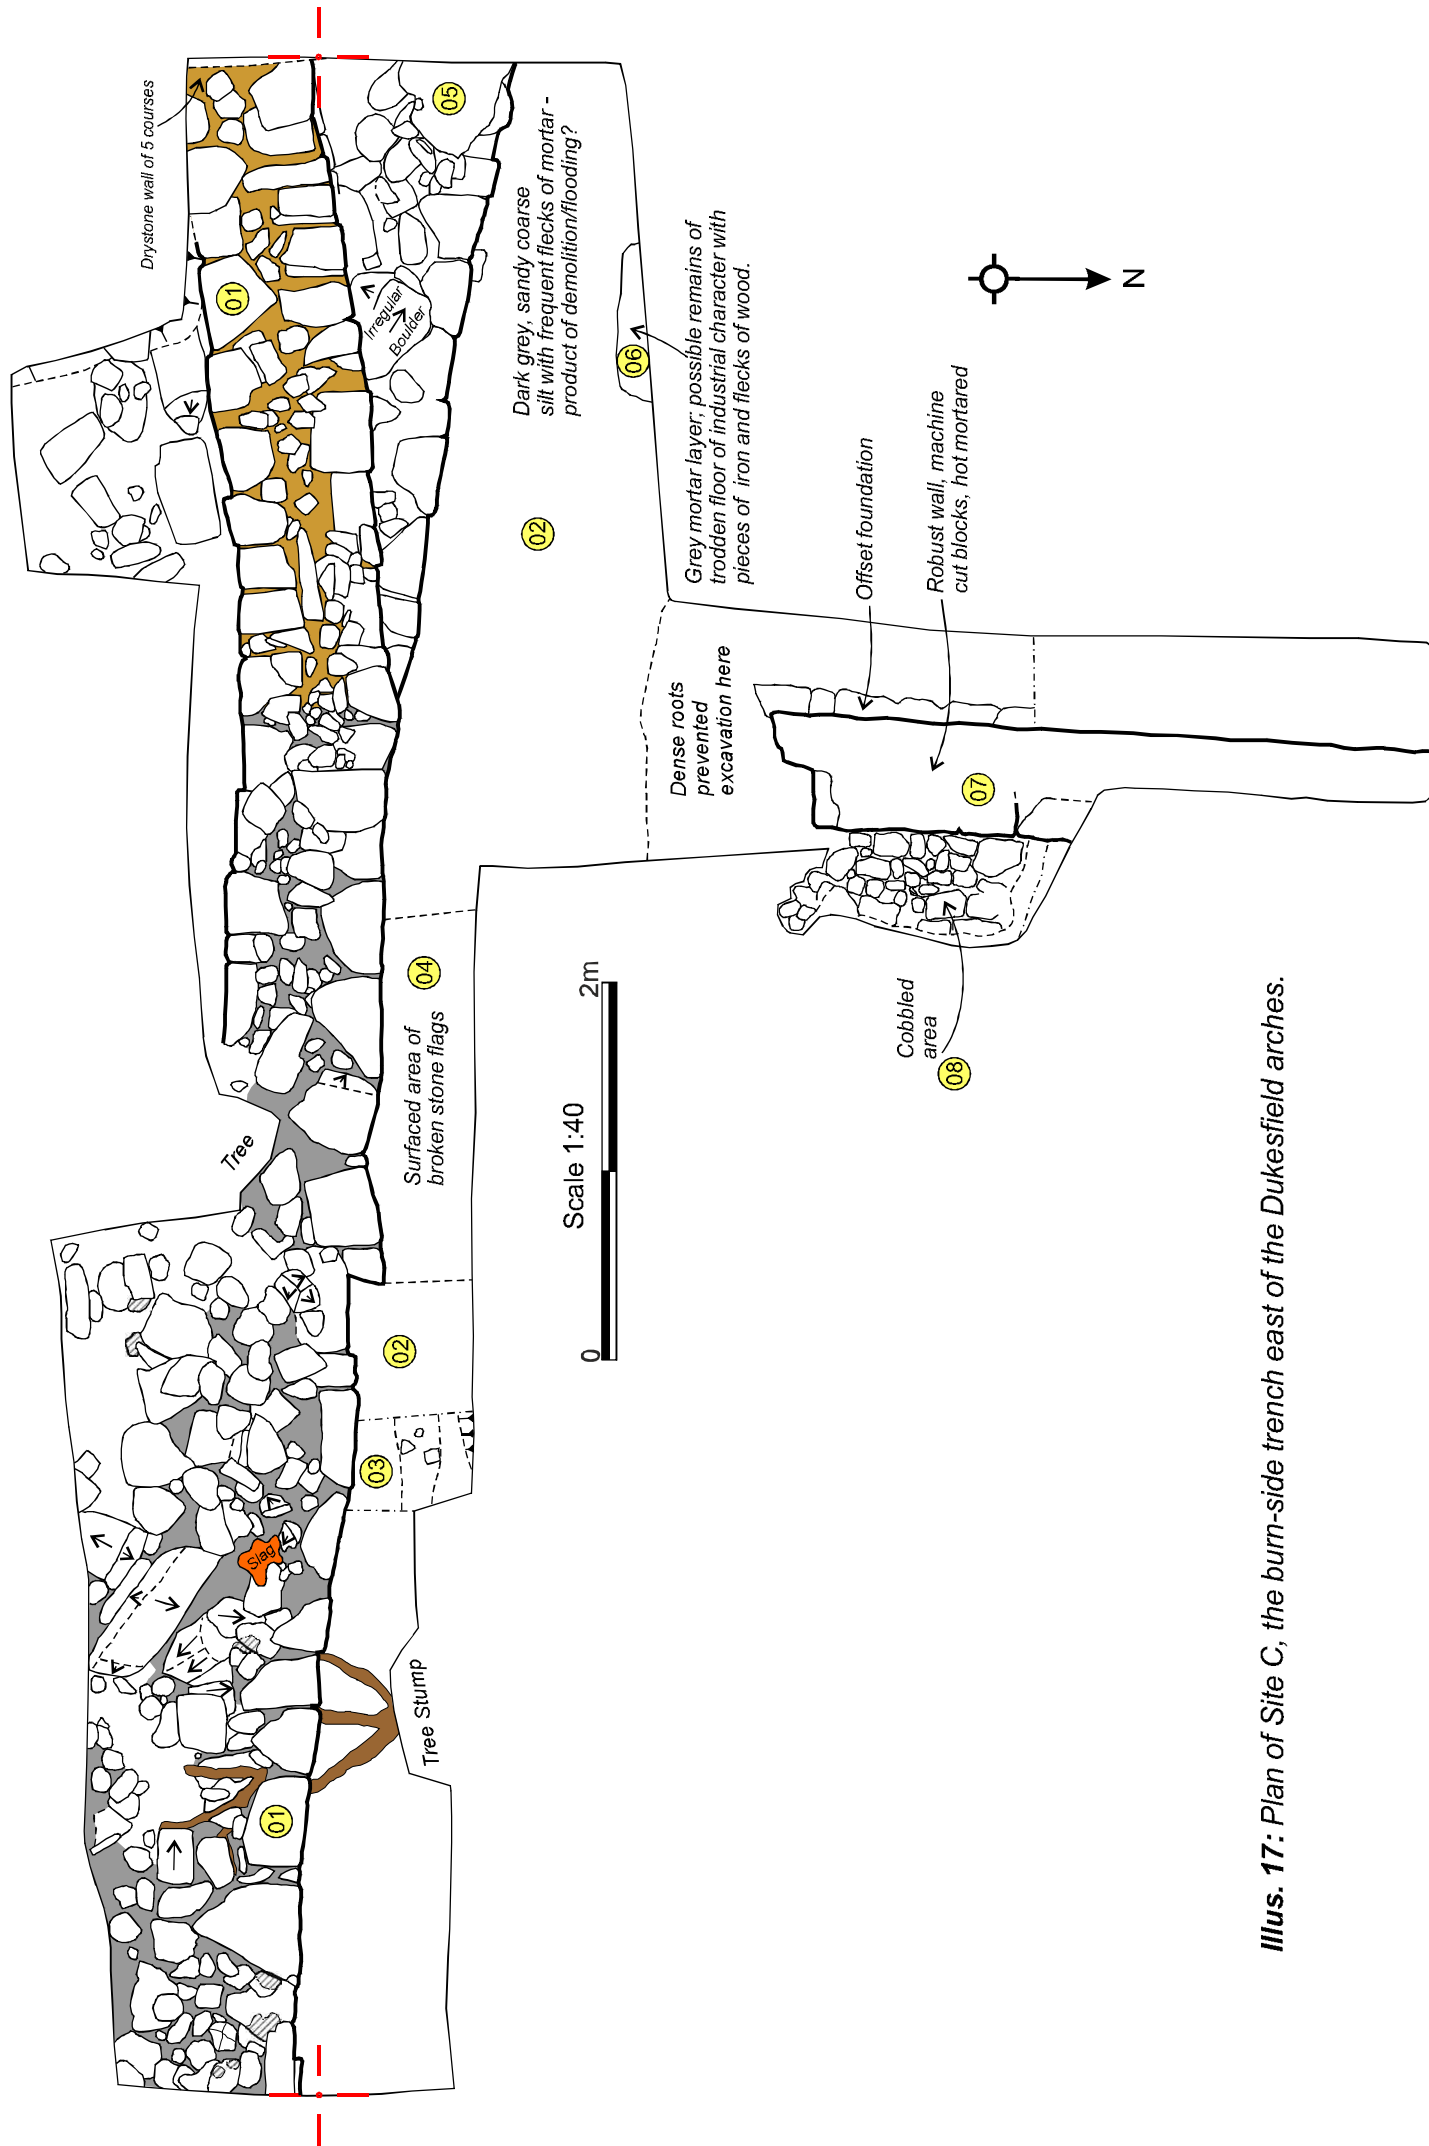 Drystone wall of 5 courses
01
05
Irregular
Boulder
Dark grey, sandy coarse
silt with frequent flecks of mortar -
product of demolition/flooding?
02
06
Grey mortar layer; possible remains of
trodden floor of industrial character with
pieces of iron and flecks of wood.
N
Offset foundation
Robust wall, machine
cut blocks, hot mortared
Dense roots
prevented
excavation here
07
Cobbled
area
08
04
Surfaced area of
broken stone flags
Tree
Scale 1:40
0
2m
02
03
Slag
Tree Stump
01
Illus. 17: Plan of Site C, the burn-side trench east of the Dukesfield arches.